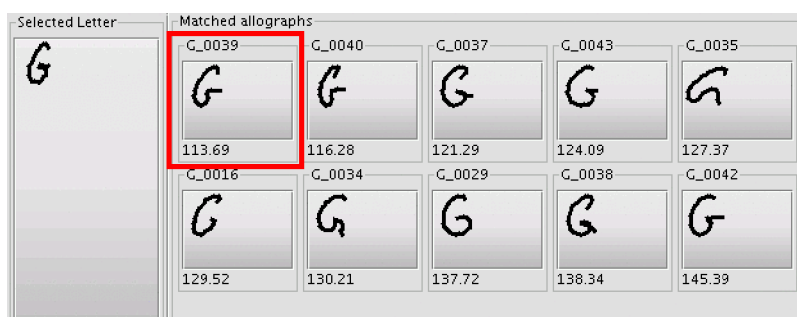 Selected Letter Matched allographs
G_0039 G_0040 G_0037 G_0043 G_0035
G G G G G G
113.69 116.28 121.29 124.09 127.37
G_0016 G_0034 G_0029 G_0038 G_0042
G G G G G
129.52 130.21 137.72 138.34 145.39